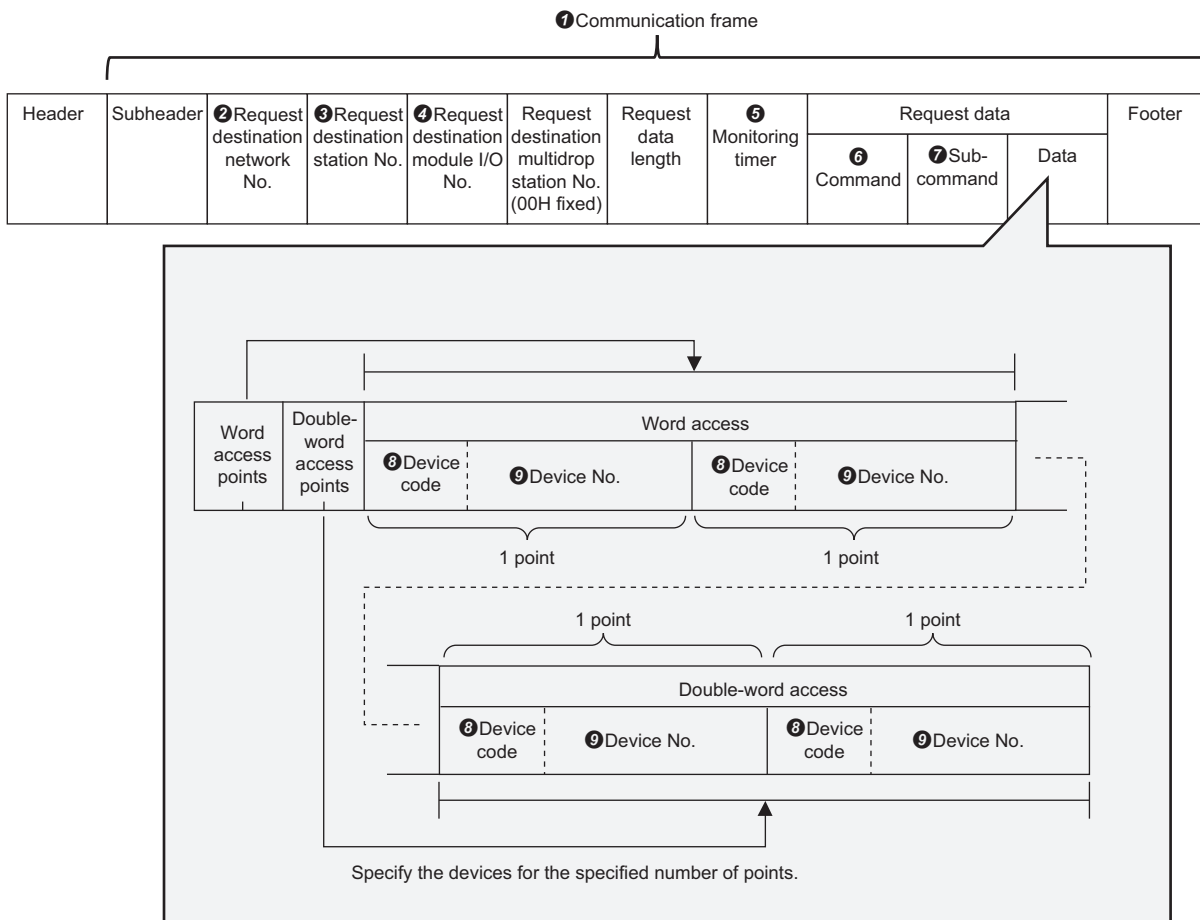 ❶Communication frame
Header
Subheader
❷Request
destination
network
No.
❸Request
destination
station No.
❹Request
destination
module I/O
No.
Request
destination
multidrop
station No.
(00H fixed)
Request
data
length
❺
Monitoring
timer
Request data
❻
Command
❼Sub-
command
Data
Footer
Word
access
points
Double-
word
access
points
Word access
❽Device
code
❾Device No.
❽Device
code
❾Device No.
1 point
1 point
1 point
1 point
Double-word access
❽Device
code
❾Device No.
❽Device
code
❾Device No.
Specify the devices for the specified number of points.